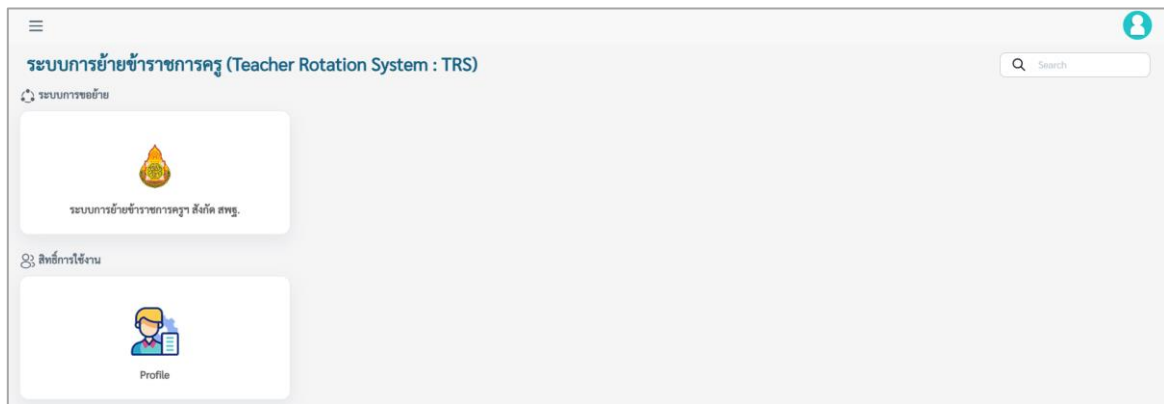 ระบบการย้ายข้าราชการครู (Teacher Rotation System : TRS)
Search
ระบบการขอย้าย
ระบบการย้ายข้าราชการครูฯ สังกัด สพฐ.
สิทธิ์การใช้งาน
Profile